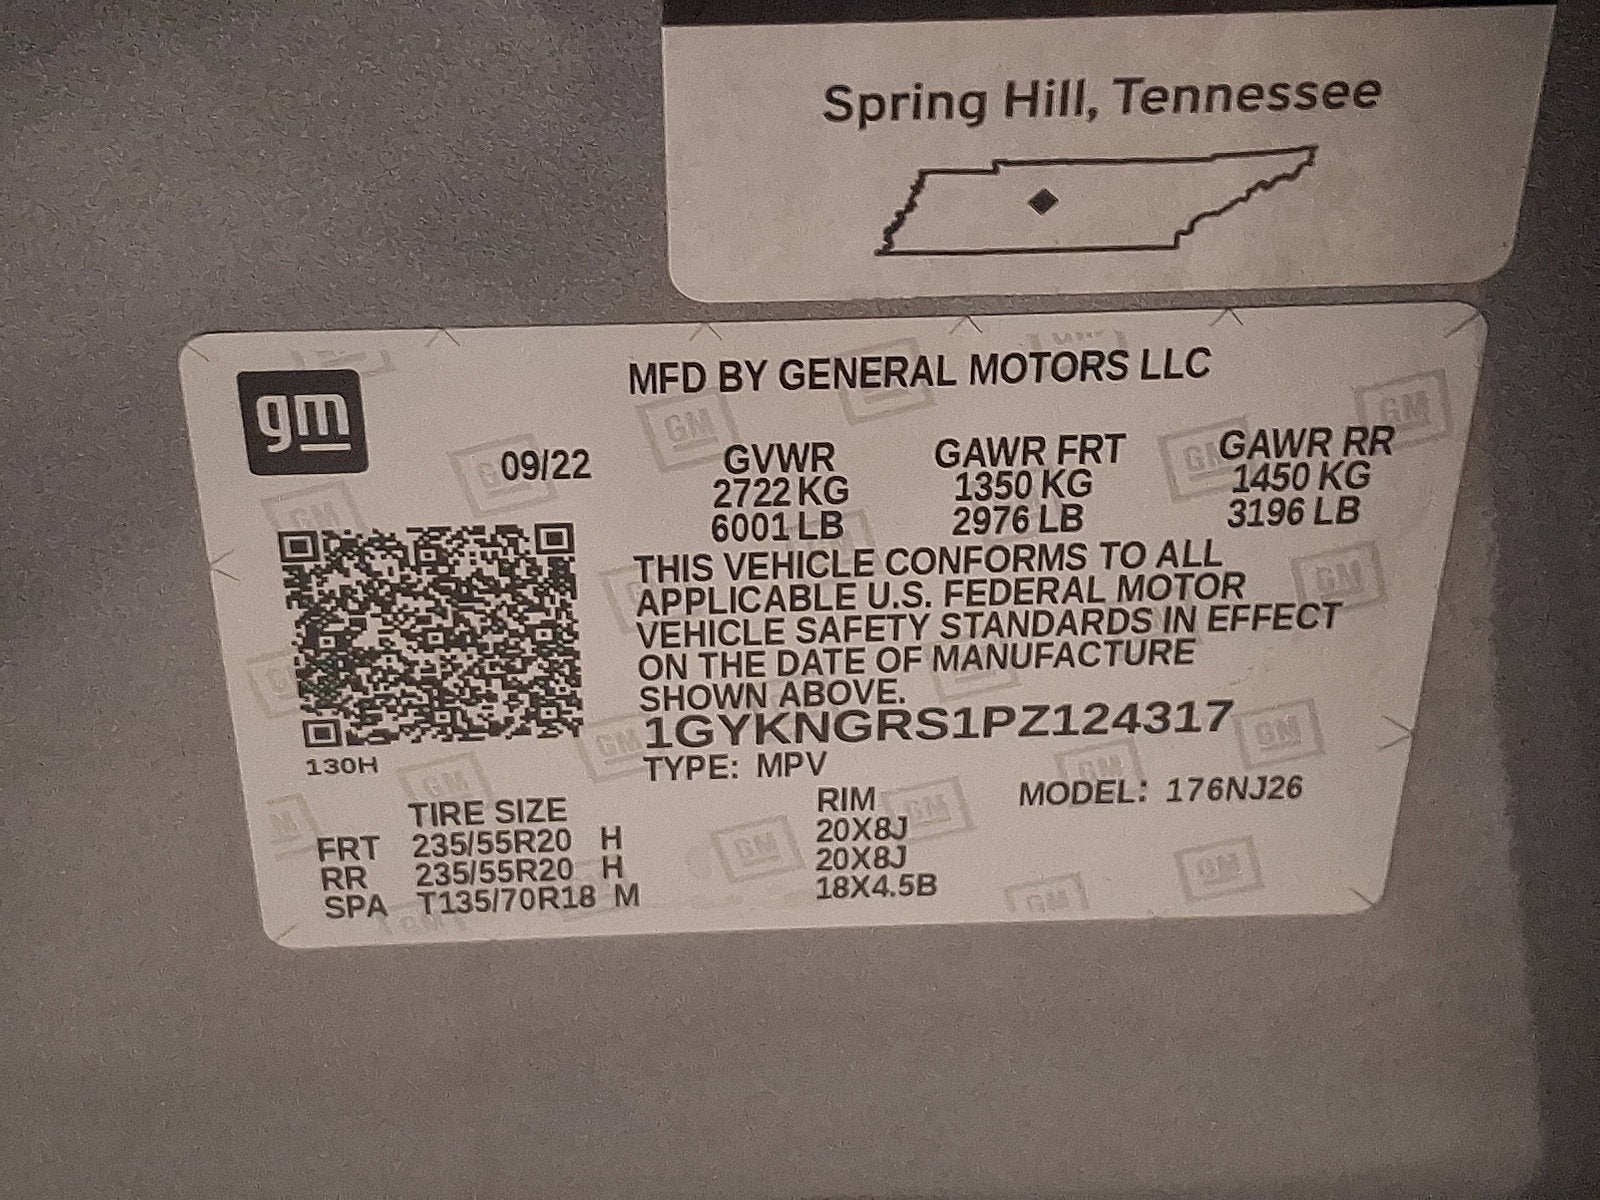 Spring Hill, Tennessee
gm
MFD BY GENERAL MOTORS LLC
09/22
GVWR GAWR FRT GAWR RR
2722 KG 1350 KG 1450 KG
6001 LB 2976 LB 3196 LB
THIS VEHICLE CONFORMS TO ALL
APPLICABLE U.S. FEDERAL MOTOR
VEHICLE SAFETY STANDARDS IN EFFECT
ON THE DATE OF MANUFACTURE
SHOWN ABOVE.
1GYKNGRS1PZ124317
130H
TYPE: MPV
MODEL: 176NJ26
TIRE SIZE RIM
FRT 235/55R20 H 20X8J
RR 235/55R20 H 20X8J
SPA T135/70R18 M 18X4.5B